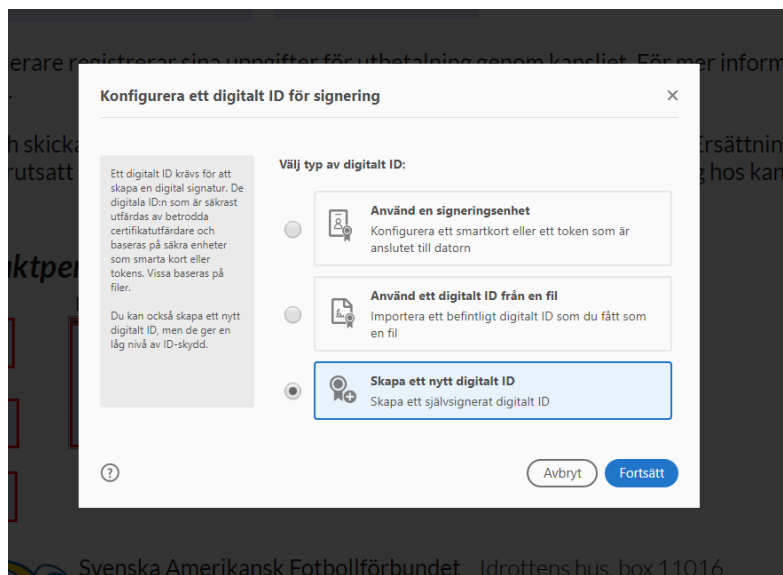 erare registrerar sina uppgifter för utbetalning genom kansliet. För mer inform
Konfigurera ett digitalt ID för signering
h skicka
Ersättnin
rutsatt
g hos kan
Ett digitalt ID krävs för att
skapa en digital signatur. De
digitala ID:n som är säkrast
utfärdas av betrodda
certifikatutfärdare och
baseras på säkra enheter
som smarta kort eller
tokens. Vissa baseras på
filer.
Du kan också skapa ett nytt
digitalt ID, men de ger en
låg nivå av ID-skydd.
Välj typ av digitalt ID:
Använd en signeringsenhet
Konfigurera ett smartkort eller ett token som är
anslutet till datorn
Använd ett digitalt ID från en fil
Importera ett befintligt digitalt ID som du fått som
en fil
Skapa ett nytt digitalt ID
Skapa ett självsignerat digitalt ID
aktper
Avbryt Fortsätt
Svenska Amerikansk Fotbollförbundet Idrottens hus, box 11016